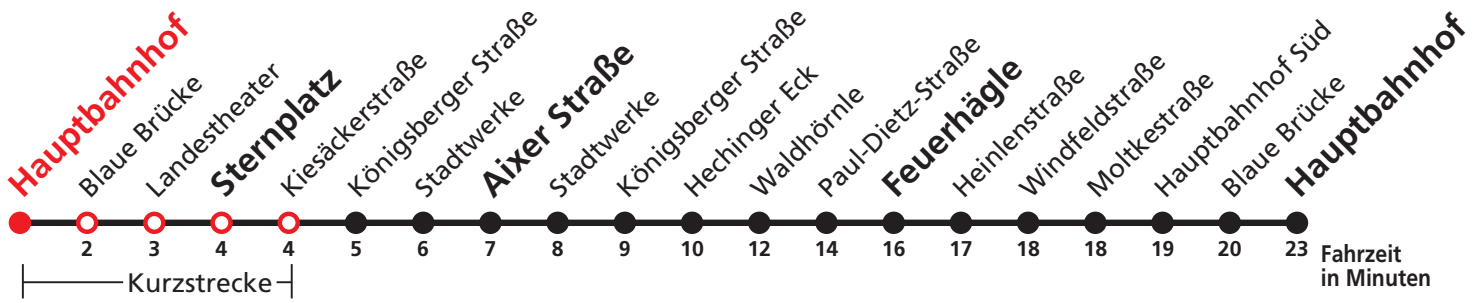 Hauptbahnhof
Blaue Brücke
Landestheater
Sternplatz
Kiesäckerstraße
Königsberger Straße
Stadtwerke
Aixer Straße
Stadtwerke
Königsberger Straße
Hechinger Eck
Waldhörnle
Paul-Dietz-Straße
Feuerhägle
Heinlenstraße
Windfeldstraße
Moltkestraße
Hauptbahnhof Süd
Blaue Brücke
Hauptbahnhof
2 3 4 4 5 6 7 8 9 10 12 14 16 17 18 18 19 20 23
Fahrzeit
in Minuten
Kurzstrecke